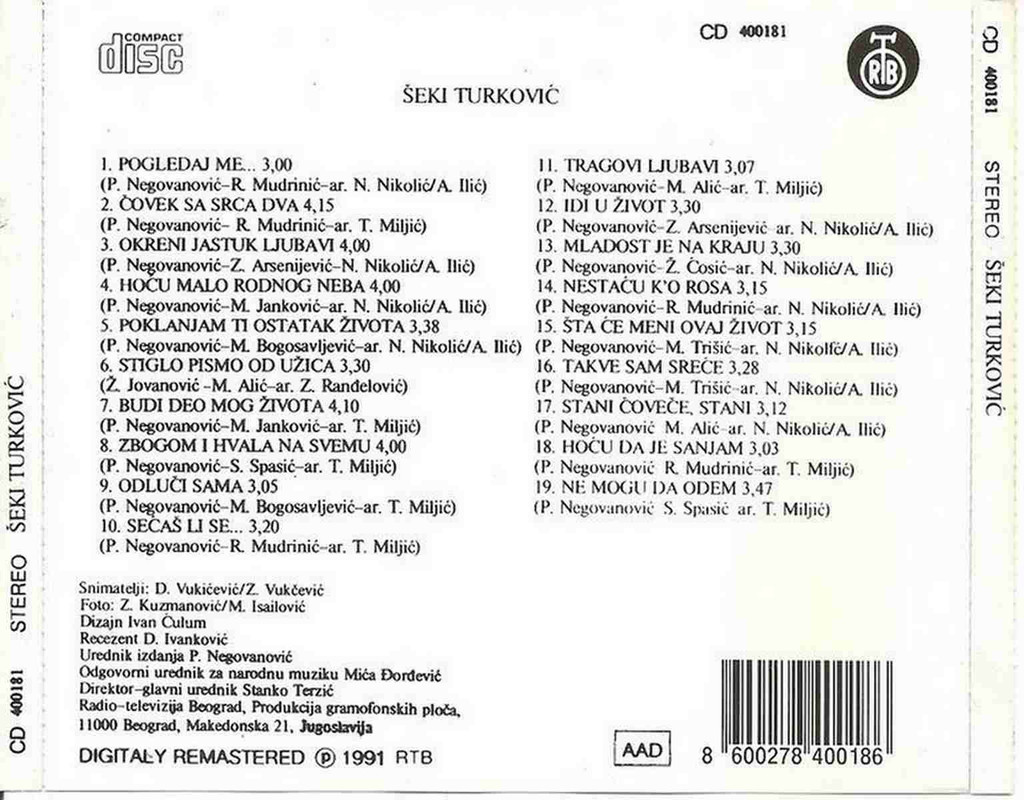 COMPACT
disc
CD 400181
RTB
ŠEKI TURKOVIĆ
1. POGLEDAJ ME... 3,00
(P. Negovanović-R. Mudrinić-ar. N. Nikolić/A. Ilić)
2. ČOVEK SA SRCA DVA 4,15
(P. Negovanović- R. Mudrinić-ar. T. Miljić)
3. OKRENI JASTUK LJUBAVI 4,00
(P. Negovanović-Z. Arsenijević-N. Nikolić/A. Ilić)
4. HOĆU MALO RODNOG NEBA 4,00
(P. Negovanović-M. Janković-ar. N. Nikolić/A. Ilić)
5. POKLANJAM TI OSTATAK ŽIVOTA 3,38
(P. Negovanović-M. Bogosavljević-ar. N. Nikolić/A. Ilić)
6. STIGLO PISMO OD UŽICA 3,30
(Ž. Jovanović -M. Alić-ar. Z. Ranđelović)
7. BUDI DEO MOG ŽIVOTA 4,10
(P. Negovanović-M. Janković-ar. T. Miljić)
8. ZBOGOM I HVALA NA SVEMU 4,00
(P. Negovanović-S. Spasić-ar. T. Miljić)
9. ODLUČI SAMA 3,05
(P. Negovanović-M. Bogosavljević-ar. T. Miljić)
10. SEĆAŠ LI SE... 3,20
(P. Negovanović-R. Mudrinić-ar. T. Miljić)
11. TRAGOVI LJUBAVI 3,07
(P. Negovanović-M. Alić-ar. T. Miljić)
12. IDI U ŽIVOT 3,30
(P. Negovanović-Z. Arsenijević ar. N. Nikolić/A. Ilić)
13. MLADOST JE NA KRAJU 3,30
(P. Negovanović-Ž. Ćosić-ar. N. Nikolić/A. Ilić)
14. NESTAĆU K'O ROSA 3,15
(P. Negovanović-R. Mudrinić-ar. N. Nikolić/A. Ilić)
15. ŠTA ĆE MENI OVAJ ŽIVOT 3,15
(P. Negovanović-M. Trišić-ar. N. Nikolić/A. Ilić)
16. TAKVE SAM SREĆE 3,28
(P. Negovanović-M. Trišić-ar. N. Nikolić/A. Ilić)
17. STANI ČOVEČE, STANI 3,12
(P. Negovanović M. Alić-ar. N. Nikolić/A. Ilić)
18. HOĆU DA JE SANJAM 3,03
(P. Negovanović R. Mudrinić-ar. T. Miljić)
19. NE MOGU DA ODEM 3,47
(P. Negovanović S. Spasić ar. T. Miljić)
Snimatelji: D. Vukićević/Z. Vukčević
Foto: Z. Kuzmanović/M. Isailović
Dizajn Ivan Ćulum
Recezent D. Ivanković
Urednik izdanja P. Negovanović
Odgovorni urednik za narodnu muziku Mića Đorđević
Direktor-glavni urednik Stanko Terzić
Radio-televizija Beograd, Produkcija gramofonskih ploča,
11000 Beograd, Makedonska 21, Jugoslavija
DIGITALY REMASTERED Ⓟ 1991 RTB
AAD
8 600278 400186
CD 400181 STEREO ŠEKI TURKOVIĆ
CD 400181 STEREO ŠEKI TURKOVIĆ